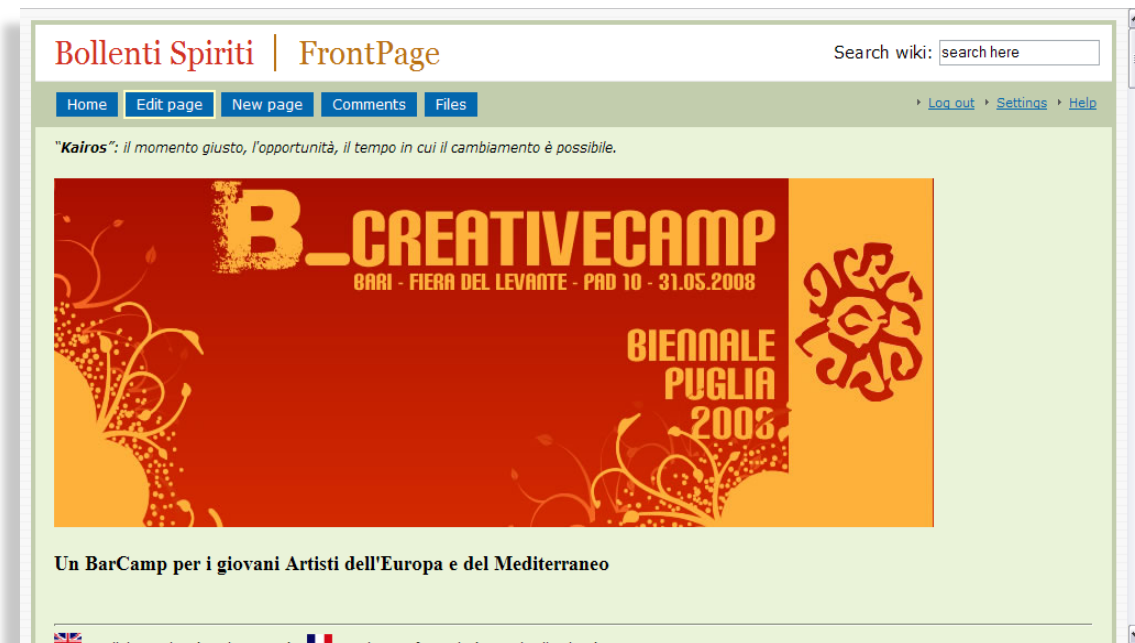 Bollenti Spiriti | FrontPage
Search wiki: search here
Home Edit page New page Comments Files
Log out Settings Help
"Kairos": il momento giusto, l'opportunità, il tempo in cui il cambiamento è possibile.
B_CREATIVECAMP
BARI - FIERA DEL LEVANTE - PAD 10 - 31.05.2008
BIENNALE
PUGLIA
2008
Un BarCamp per i giovani Artisti dell'Europa e del Mediterraneo